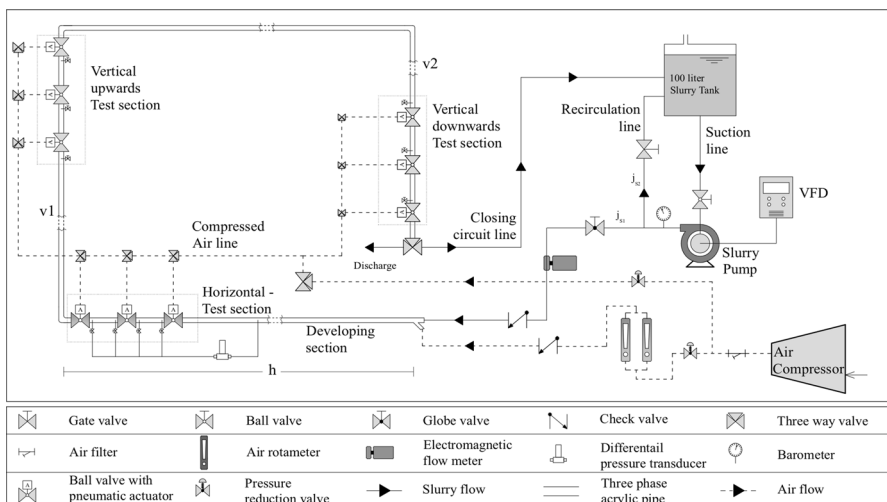 v2
100 liter
Slurry Tank
Vertical
upwards
Test section
Recirculation
line
Vertical
downwards
Test section
Suction
line
A
A
A
A
A
A
j_S2
VFD
v1
Compressed
Air line
Closing
circuit line
j_S1
Slurry
Pump
Discharge
Horizontal -
Test section
A
A
A
Developing
section
Air
Compressor
h
Gate valve
Ball valve
Globe valve
Check valve
Three way valve
Air filter
Air rotameter
Electromagnetic
flow meter
Differentail
pressure transducer
Barometer
A
Ball valve with
pneumatic actuator
Pressure
reduction valve
Slurry flow
Three phase
acrylic pipe
Air flow